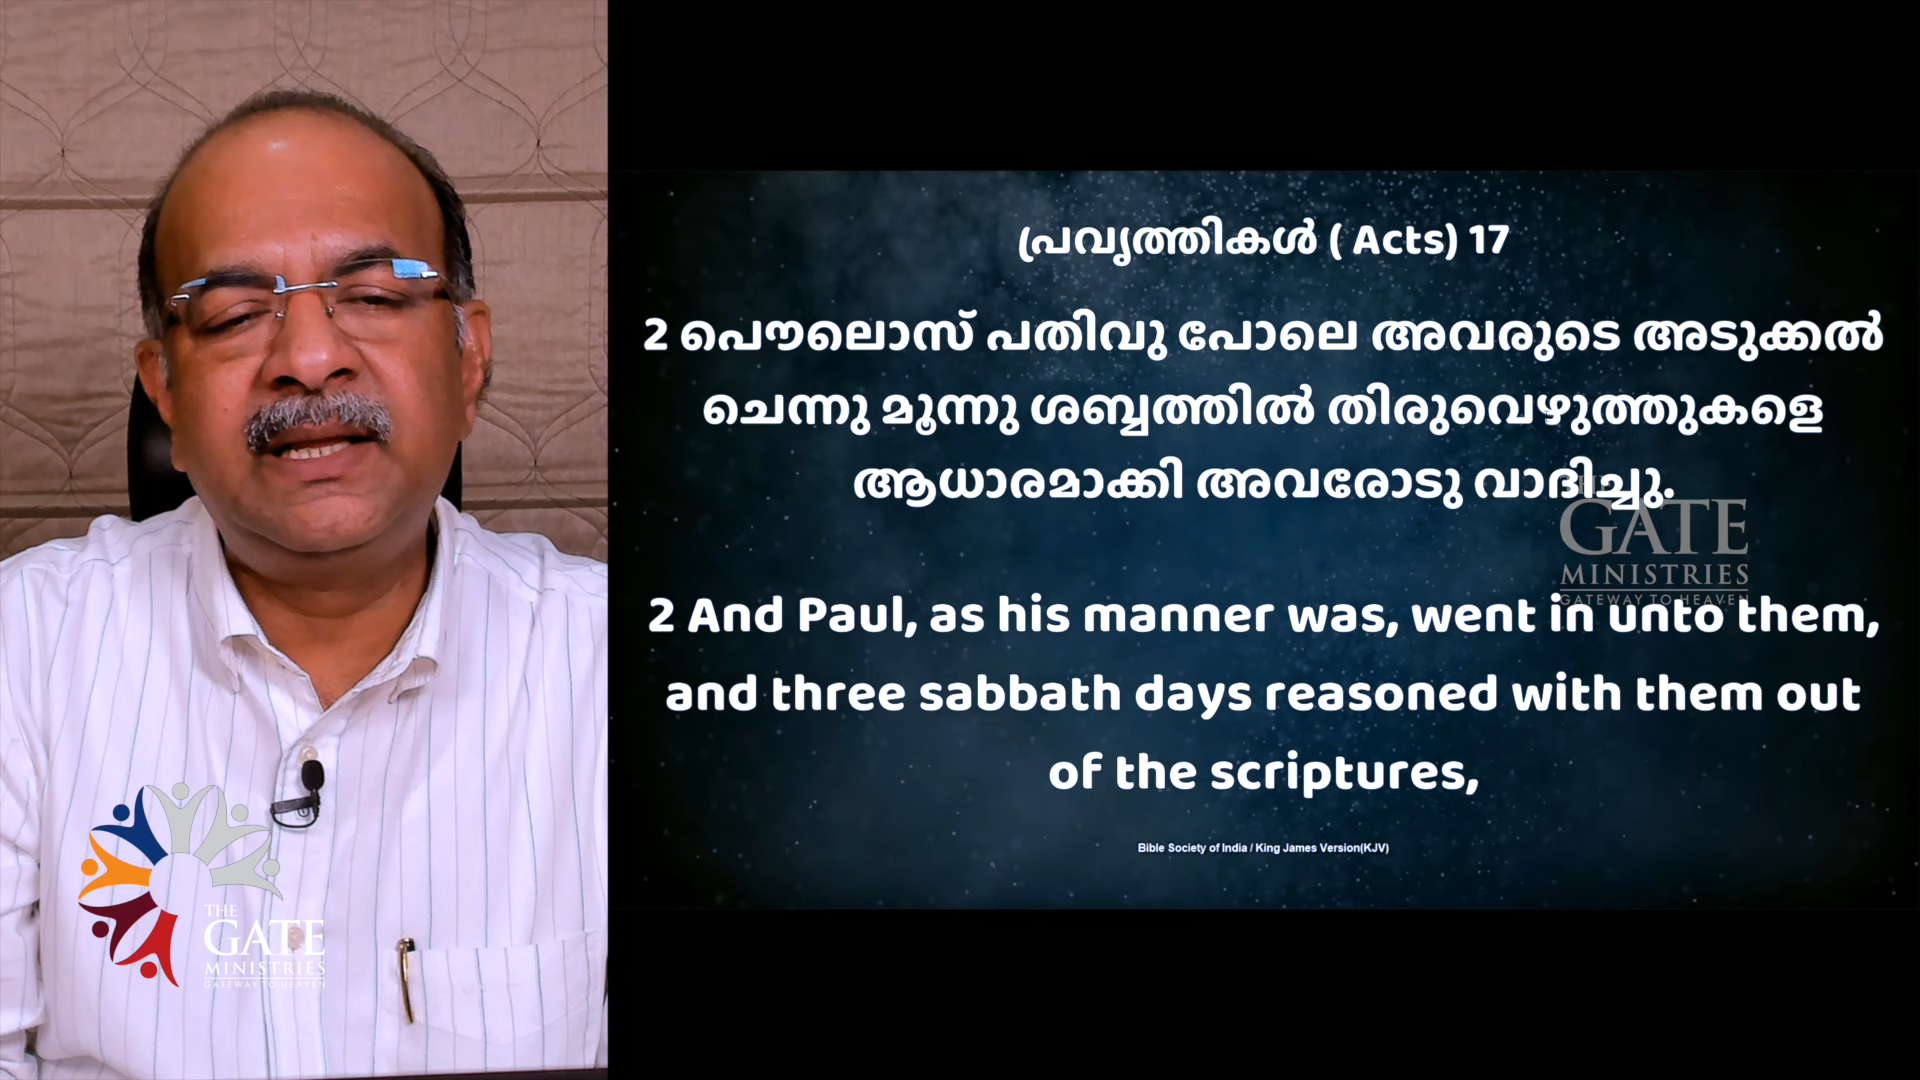 പ്രവൃത്തികൾ ( Acts) 17
2 പൌലൊസ് പതിവു പോലെ അവരുടെ അടുക്കൽ
ചെന്നു മൂന്നു ശബ്ബത്തിൽ തിരുവെഴുത്തുകളെ
ആധാരമാക്കി അവരോടു വാദിച്ചു.
GATE
MINISTRIES
GATEWAY TO HEAVEN
2 And Paul, as his manner was, went in unto them,
and three sabbath days reasoned with them out
of the scriptures,
Bible Society of India / King James Version(KJV)
THE
GATE
MINISTRIES
GATEWAY TO HEAVEN